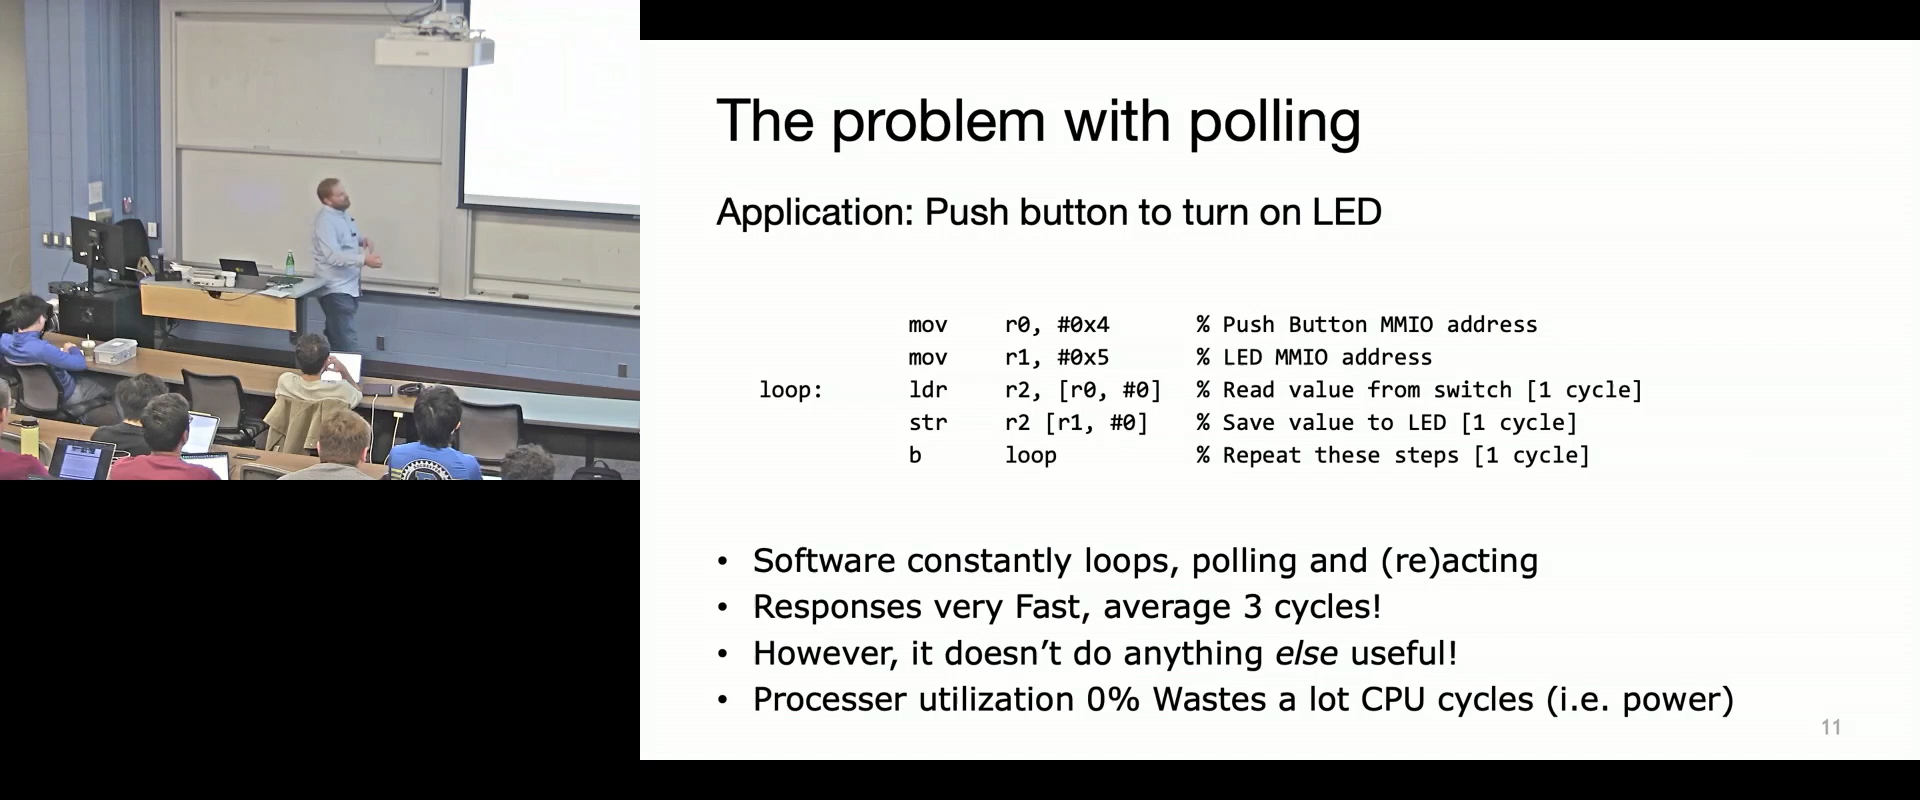 The problem with polling
Application: Push button to turn on LED
mov r0, #0x4 % Push Button MMIO address
mov r1, #0x5 % LED MMIO address
loop: ldr r2, [r0, #0] % Read value from switch [1 cycle]
str r2 [r1, #0] % Save value to LED [1 cycle]
b loop % Repeat these steps [1 cycle]
• Software constantly loops, polling and (re)acting
• Responses very Fast, average 3 cycles!
• However, it doesn't do anything else useful!
• Processer utilization 0% Wastes a lot CPU cycles (i.e. power)
11